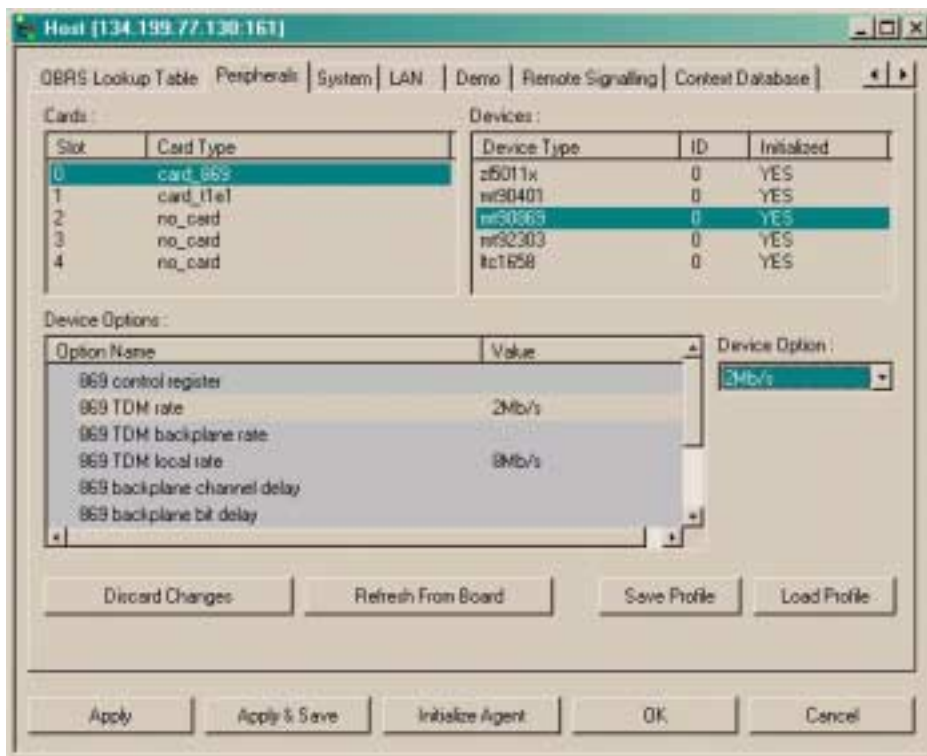 Host [134.199.77.130:161]
OBRS Lookup Table Peripherals System LAN Demo Remote Signalling Context Database
Cards : Devices :
Slot Card Type Device Type ID Initialized
0 card_869 zl5011x 0 YES
1 card_t1e1 mt90401 0 YES
2 no_card mt90869 0 YES
3 no_card mt92303 0 YES
4 no_card ltc1658 0 YES
Device Options :
Option Name Value Device Option :
869 control register 2Mb/s
869 TDM rate 2Mb/s
869 TDM backplane rate
869 TDM local rate 8Mb/s
869 backplane channel delay
869 backplane bit delay
Discard Changes Refresh From Board Save Profile Load Profile
Apply Apply & Save Initialize Agent OK Cancel